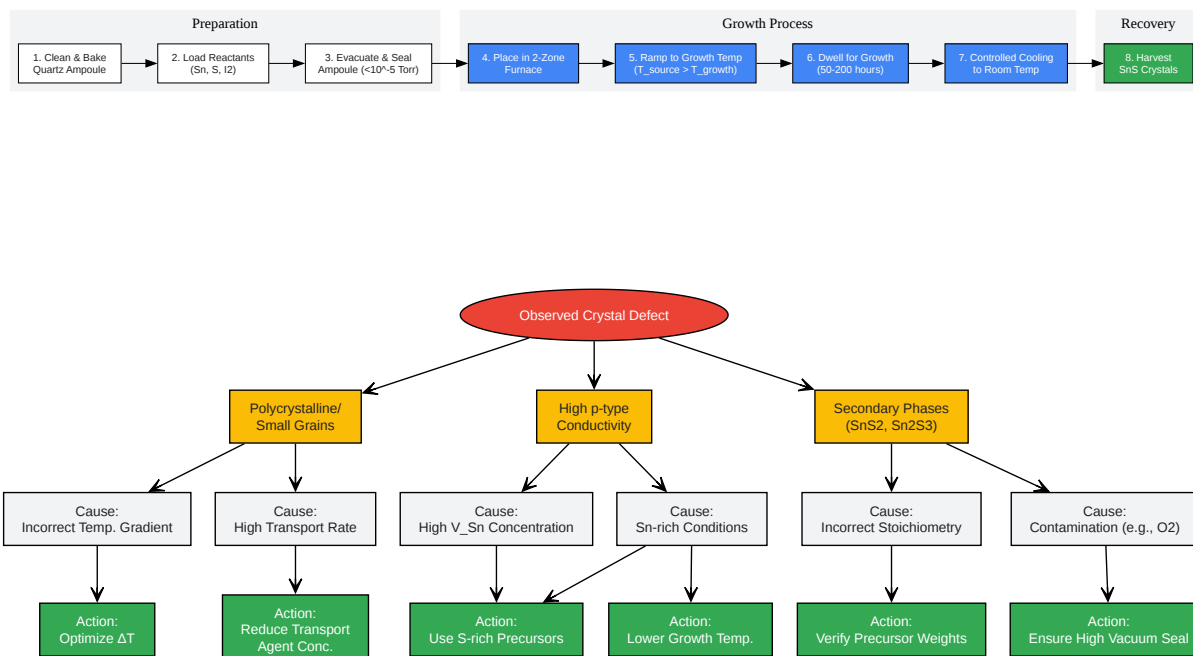 Preparation
Growth Process
Recovery
1. Clean & Bake
Quartz Ampoule
2. Load Reactants
(Sn, S, I2)
3. Evacuate & Seal
Ampoule (<10^-5 Torr)
4. Place in 2-Zone
Furnace
5. Ramp to Growth Temp
(T_source > T_growth)
6. Dwell for Growth
(50-200 hours)
7. Controlled Cooling
to Room Temp
8. Harvest
SnS Crystals
Observed Crystal Defect
Polycrystalline/
Small Grains
High p-type
Conductivity
Secondary Phases
(SnS2, Sn2S3)
Cause:
Incorrect Temp. Gradient
Cause:
High Transport Rate
Cause:
High V_Sn Concentration
Cause:
Sn-rich Conditions
Cause:
Incorrect Stoichiometry
Cause:
Contamination (e.g., O2)
Action:
Optimize ΔT
Action:
Reduce Transport
Agent Conc.
Action:
Use S-rich Precursors
Action:
Lower Growth Temp.
Action:
Verify Precursor Weights
Action:
Ensure High Vacuum Seal